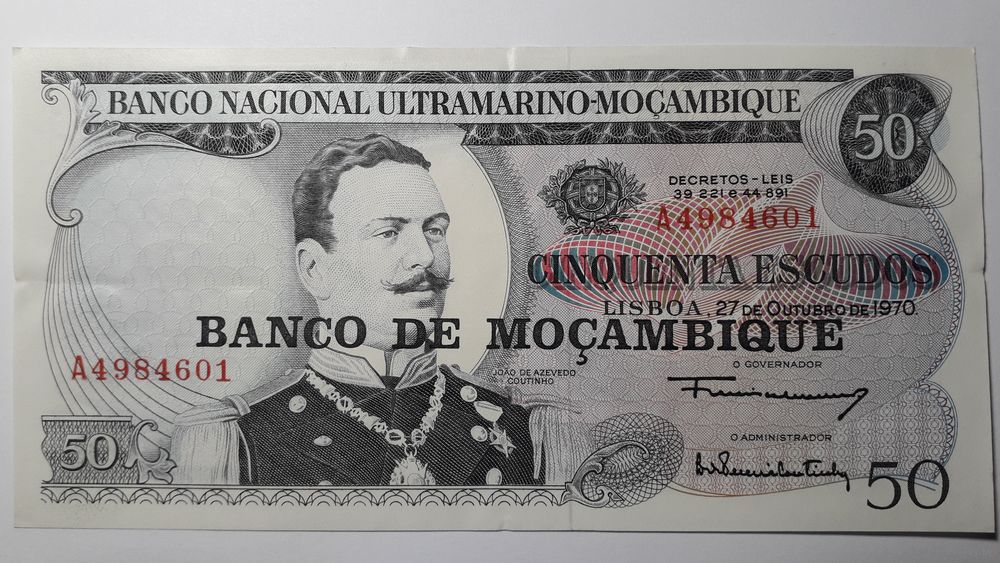 BANCO NACIONAL ULTRAMARINO-MOÇAMBIQUE
50
DECRETOS-LEIS
39 221 e 44 891
A4984601
CINQUENTA ESCUDOS
LISBOA, 27 DE OUTUBRO DE 1970.
BANCO DE MOÇAMBIQUE
O GOVERNADOR
A4984601
JOÃO DE AZEVEDO
COUTINHO
O ADMINISTRADOR
50
50